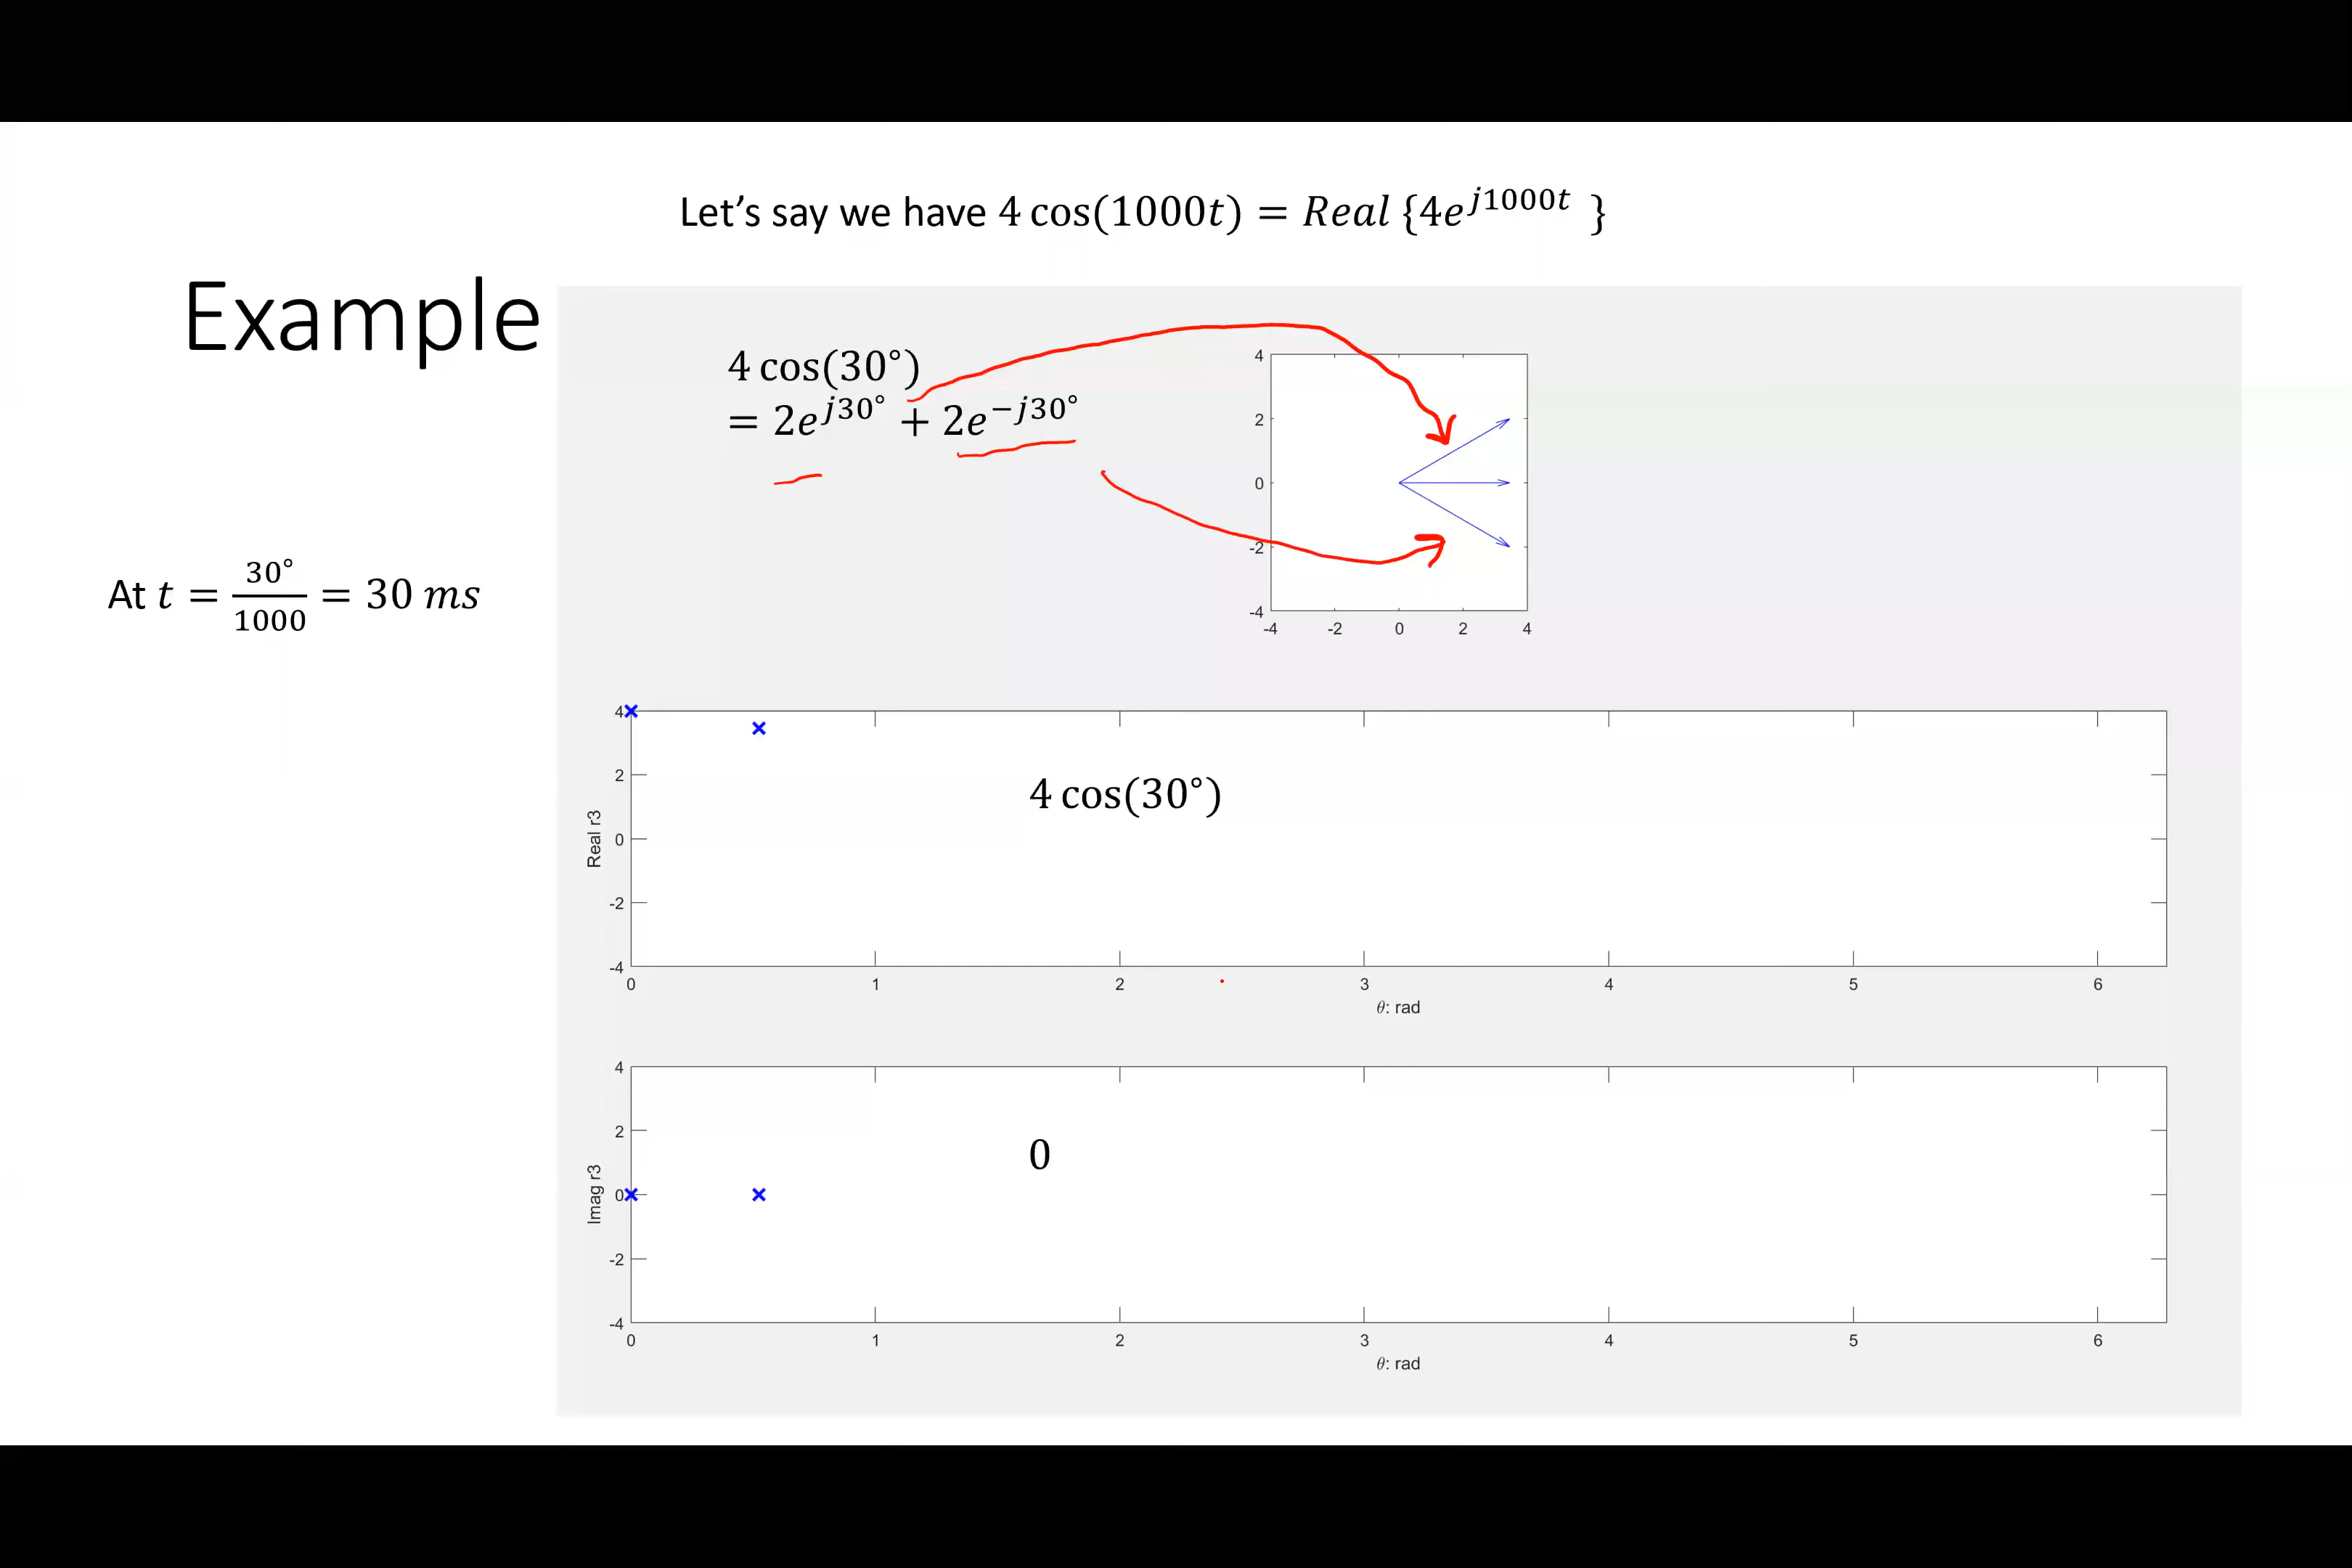 Let's say we have 4 cos(1000t) = Real {4e^{j1000t} }
Example
4 cos(30°)
= 2e^{j30°} + 2e^{−j30°}
At t = 30°/1000 = 30 ms
4
2
0
-2
-4
-4 -2 0 2 4
4
2
0
-2
-4
Real r3
4 cos(30°)
0 1 2 3 4 5 6
θ: rad
4
2
0
-2
-4
Imag r3
0
0 1 2 3 4 5 6
θ: rad